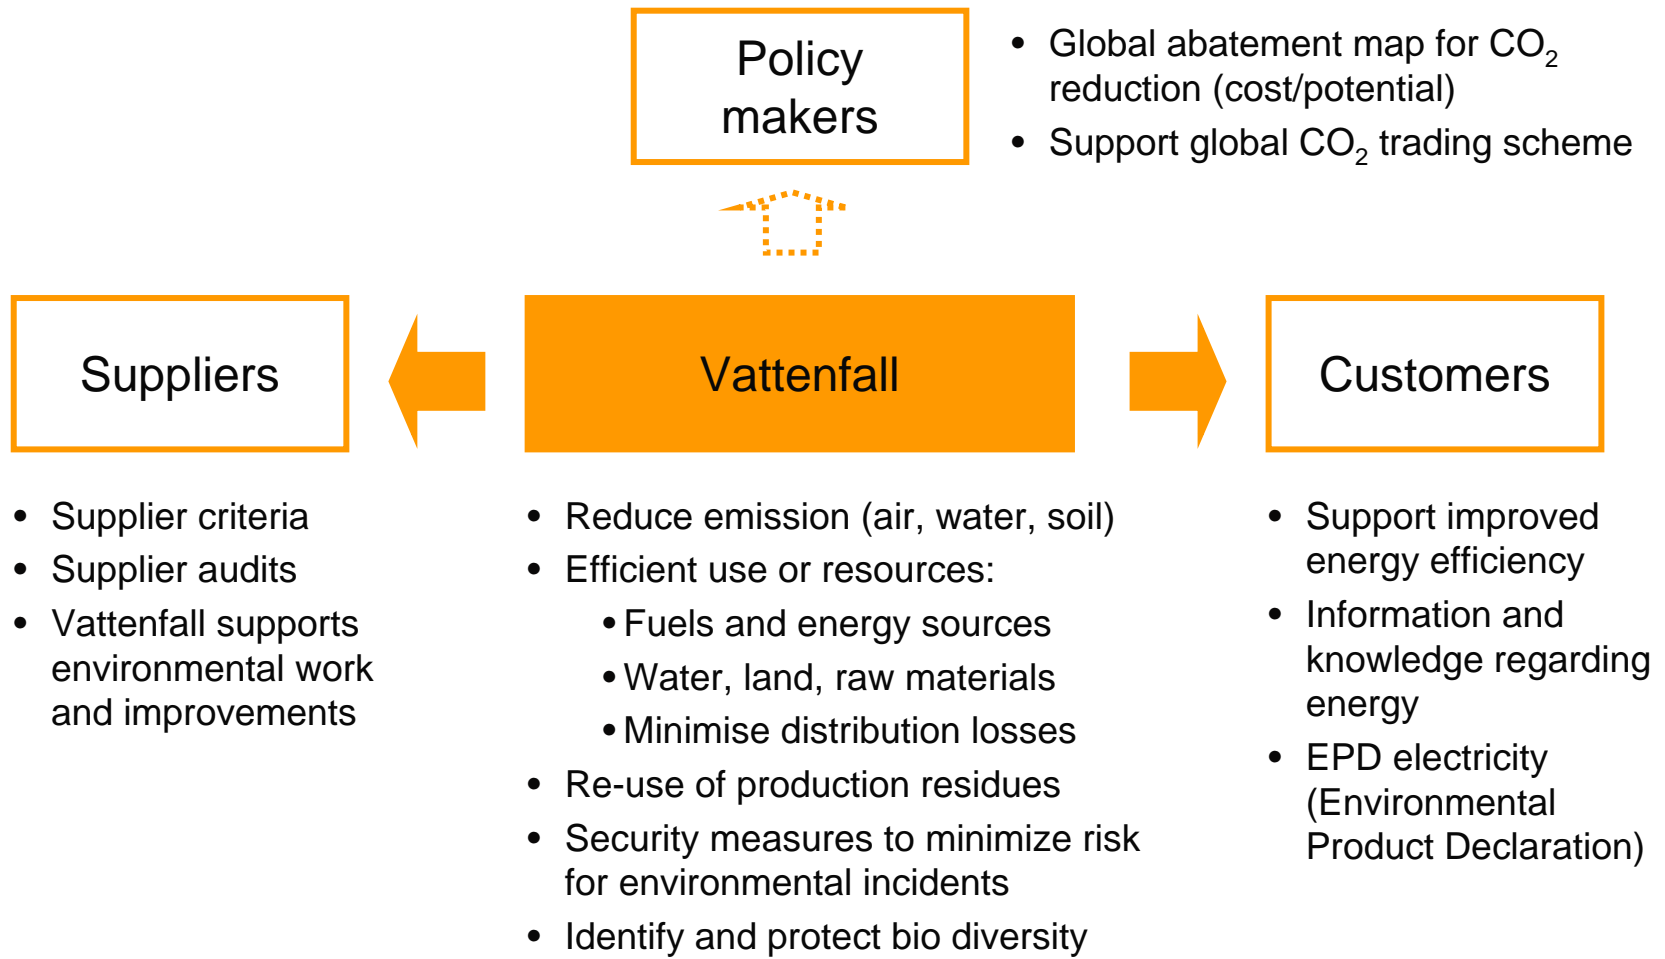 Policy
makers
• Global abatement map for CO₂
reduction (cost/potential)
• Support global CO₂ trading scheme
Suppliers
Vattenfall
Customers
• Supplier criteria
• Supplier audits
• Vattenfall supports
environmental work
and improvements
• Reduce emission (air, water, soil)
• Efficient use or resources:
• Fuels and energy sources
• Water, land, raw materials
• Minimise distribution losses
• Re-use of production residues
• Security measures to minimize risk
for environmental incidents
• Identify and protect bio diversity
• Support improved
energy efficiency
• Information and
knowledge regarding
energy
• EPD electricity
(Environmental
Product Declaration)